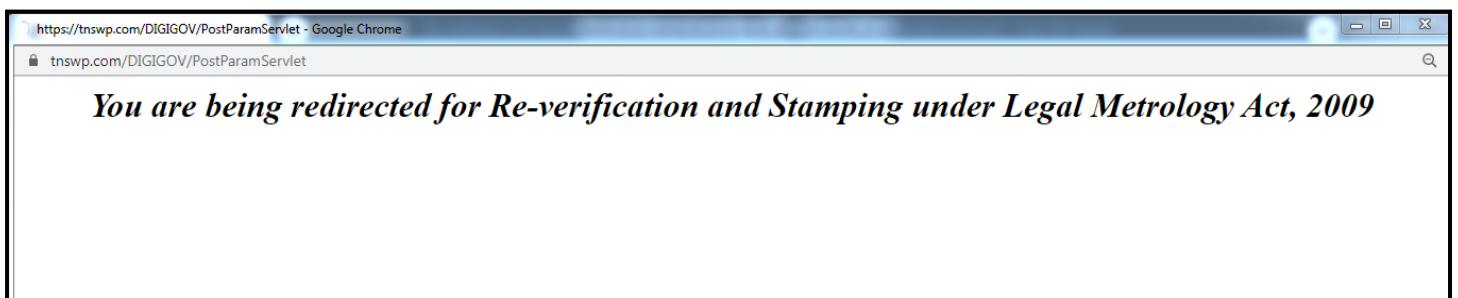 https://tnswp.com/DIGIGOV/PostParamServlet - Google Chrome
tnswp.com/DIGIGOV/PostParamServlet
You are being redirected for Re-verification and Stamping under Legal Metrology Act, 2009